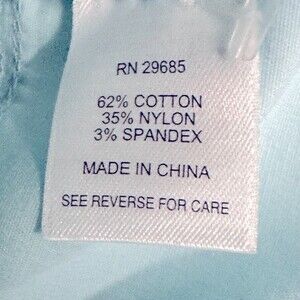 RN 29685
62% COTTON
35% NYLON
3% SPANDEX
MADE IN CHINA
SEE REVERSE FOR CARE